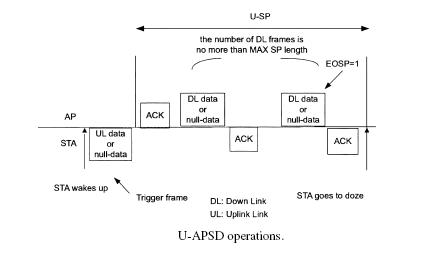 U-SP
the number of DL frames is
no more than MAX SP length
EOSP=1
AP
ACK
DL data
or
null-data
DL data
or
null-data
STA
UL data
or
null-data
ACK
ACK
STA wakes up
Trigger frame
DL: Down Link
UL: Uplink Link
STA goes to doze
U-APSD operations.